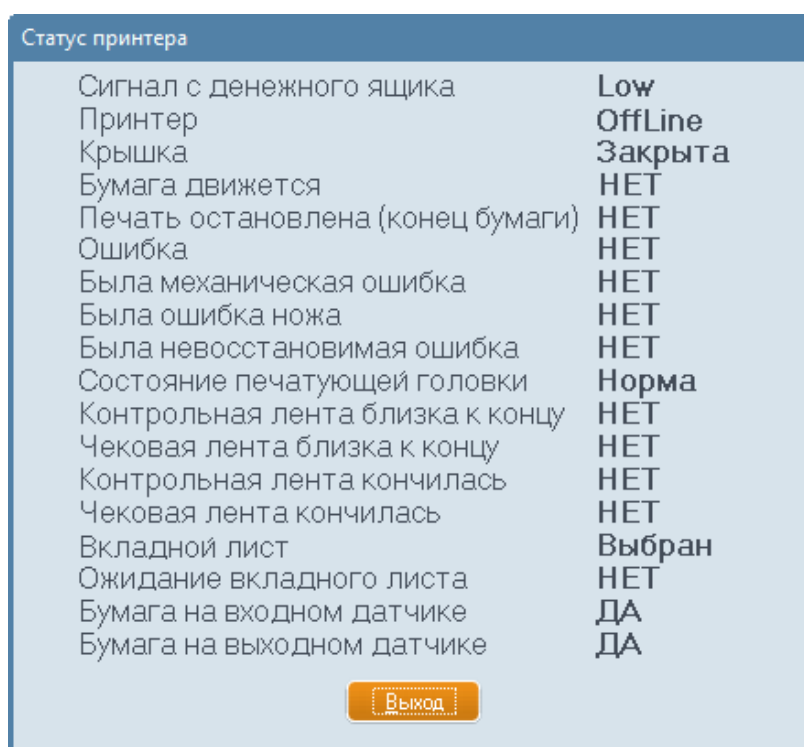 Статус принтера
Сигнал с денежного ящика Low
Принтер OffLine
Крышка Закрыта
Бумага движется НЕТ
Печать остановлена (конец бумаги) НЕТ
Ошибка НЕТ
Была механическая ошибка НЕТ
Была ошибка ножа НЕТ
Была невосстановимая ошибка НЕТ
Состояние печатующей головки Норма
Контрольная лента близка к концу НЕТ
Чековая лента близка к концу НЕТ
Контрольная лента кончилась НЕТ
Чековая лента кончилась НЕТ
Вкладной лист Выбран
Ожидание вкладного листа НЕТ
Бумага на входном датчике ДА
Бумага на выходном датчике ДА
Выход